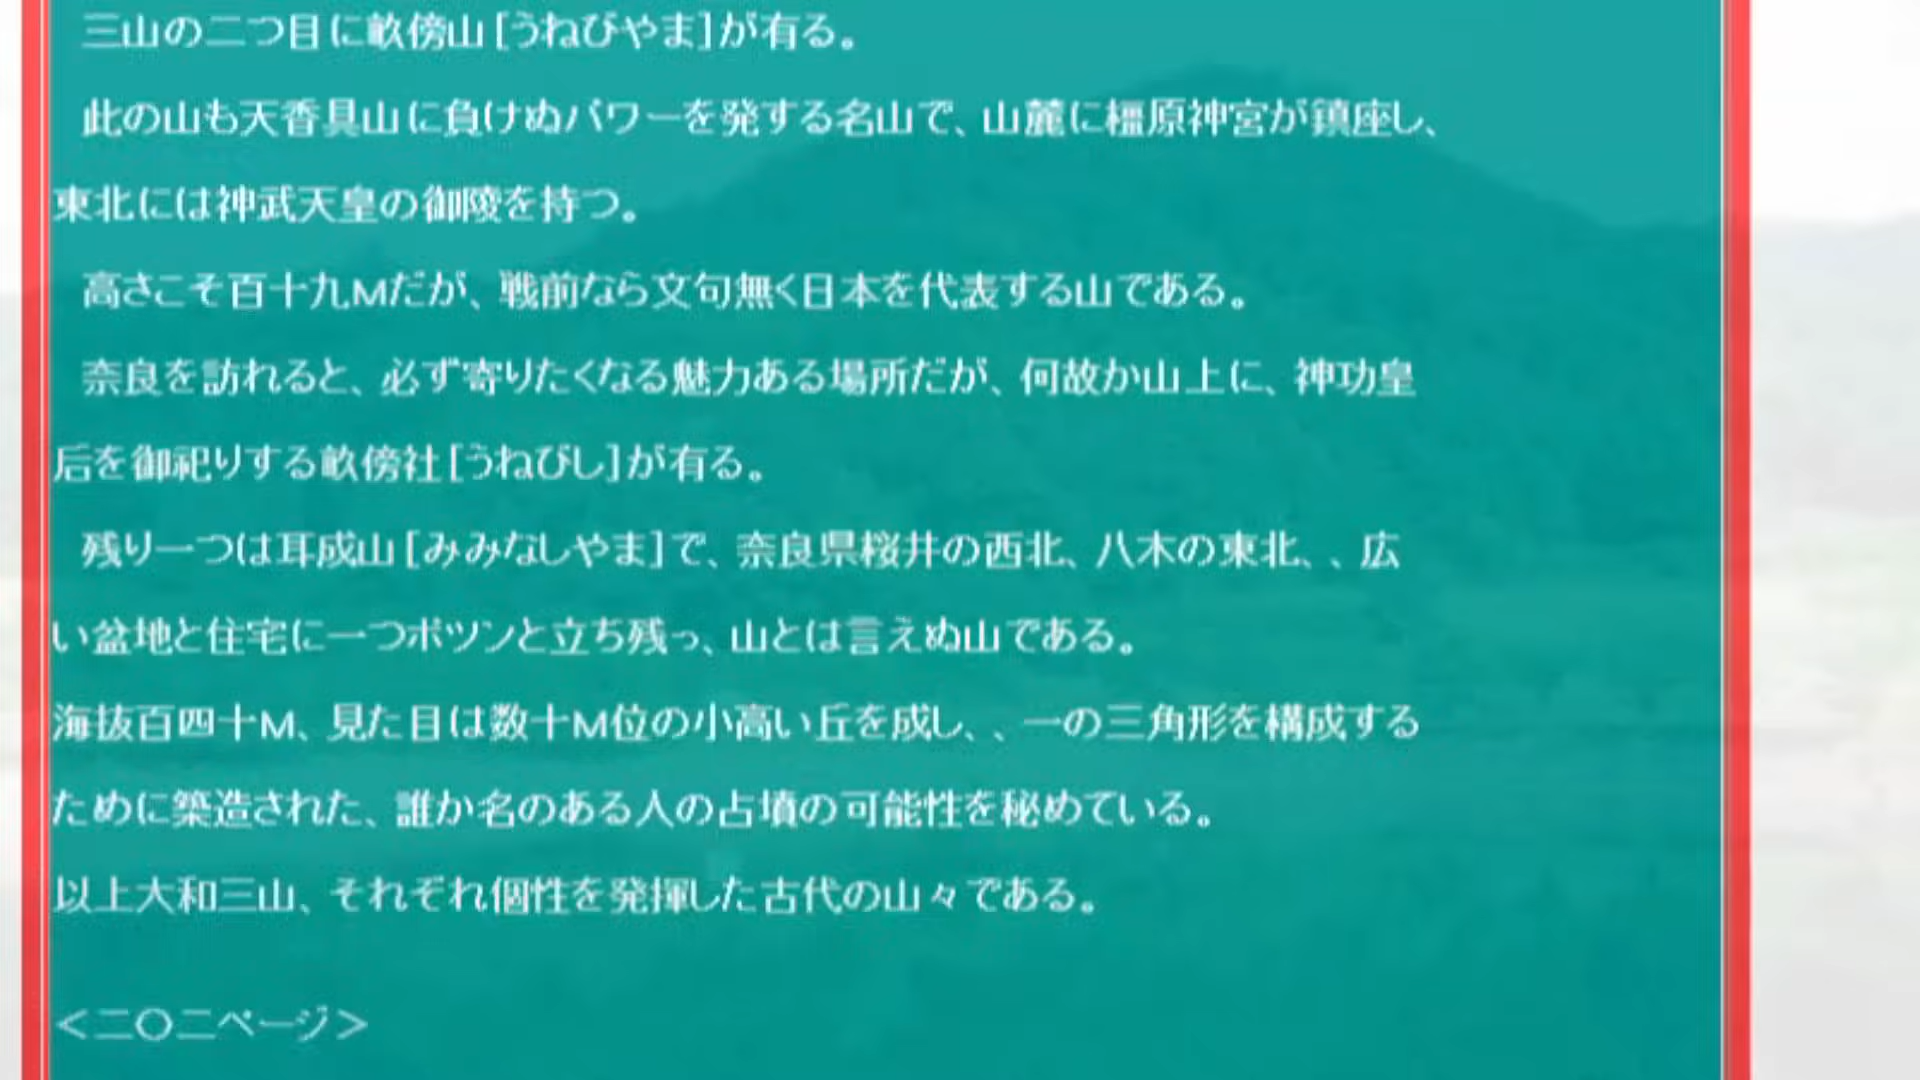 三山の二つ目に畝傍山[うねびやま]が有る。
此の山も天香具山に負けぬパワーを発する名山で、山麓に橿原神宮が鎮座し、
東北には神武天皇の御陵を持つ。
高さこそ百十九Mだが、戦前なら文句無く日本を代表する山である。
奈良を訪れると、必ず寄りたくなる魅力ある場所だが、何故か山上に、神功皇
后を御祀りする畝傍社[うねびし]が有る。
残り一つは耳成山[みみなしやま]で、奈良県桜井の西北、八木の東北、、広
い盆地と住宅に一つポツンと立ち残っ、山とは言えぬ山である。
海抜百四十M、見た目は数十M位の小高い丘を成し、、一の三角形を構成する
ために築造された、誰か名のある人の占墳の可能性を秘めている。
以上大和三山、それぞれ個性を発揮した古代の山々である。
＜二〇二ページ＞